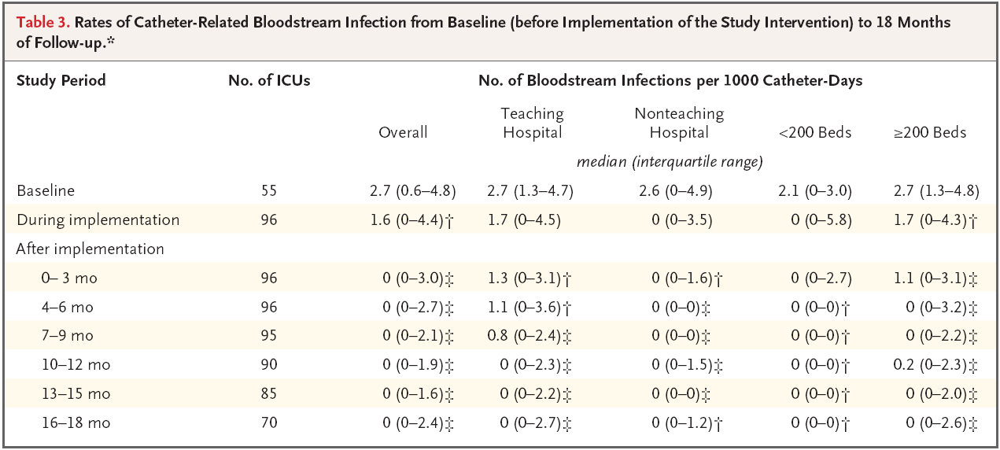 Table 3. Rates of Catheter-Related Bloodstream Infection from Baseline (before Implementation of the Study Intervention) to 18 Months
of Follow-up.*
Study Period No. of ICUs No. of Bloodstream Infections per 1000 Catheter-Days
Teaching Nonteaching
Overall Hospital Hospital <200 Beds ≥200 Beds
median (interquartile range)
Baseline 55 2.7 (0.6–4.8) 2.7 (1.3–4.7) 2.6 (0–4.9) 2.1 (0–3.0) 2.7 (1.3–4.8)
During implementation 96 1.6 (0–4.4)† 1.7 (0–4.5) 0 (0–3.5) 0 (0–5.8) 1.7 (0–4.3)†
After implementation
0– 3 mo 96 0 (0–3.0)‡ 1.3 (0–3.1)† 0 (0–1.6)† 0 (0–2.7) 1.1 (0–3.1)‡
4–6 mo 96 0 (0–2.7)‡ 1.1 (0–3.6)† 0 (0–0)‡ 0 (0–0)† 0 (0–3.2)‡
7–9 mo 95 0 (0–2.1)‡ 0.8 (0–2.4)‡ 0 (0–0)‡ 0 (0–0)† 0 (0–2.2)‡
10–12 mo 90 0 (0–1.9)‡ 0 (0–2.3)‡ 0 (0–1.5)‡ 0 (0–0)† 0.2 (0–2.3)‡
13–15 mo 85 0 (0–1.6)‡ 0 (0–2.2)‡ 0 (0–0)‡ 0 (0–0)† 0 (0–2.0)‡
16–18 mo 70 0 (0–2.4)‡ 0 (0–2.7)‡ 0 (0–1.2)† 0 (0–0)† 0 (0–2.6)‡